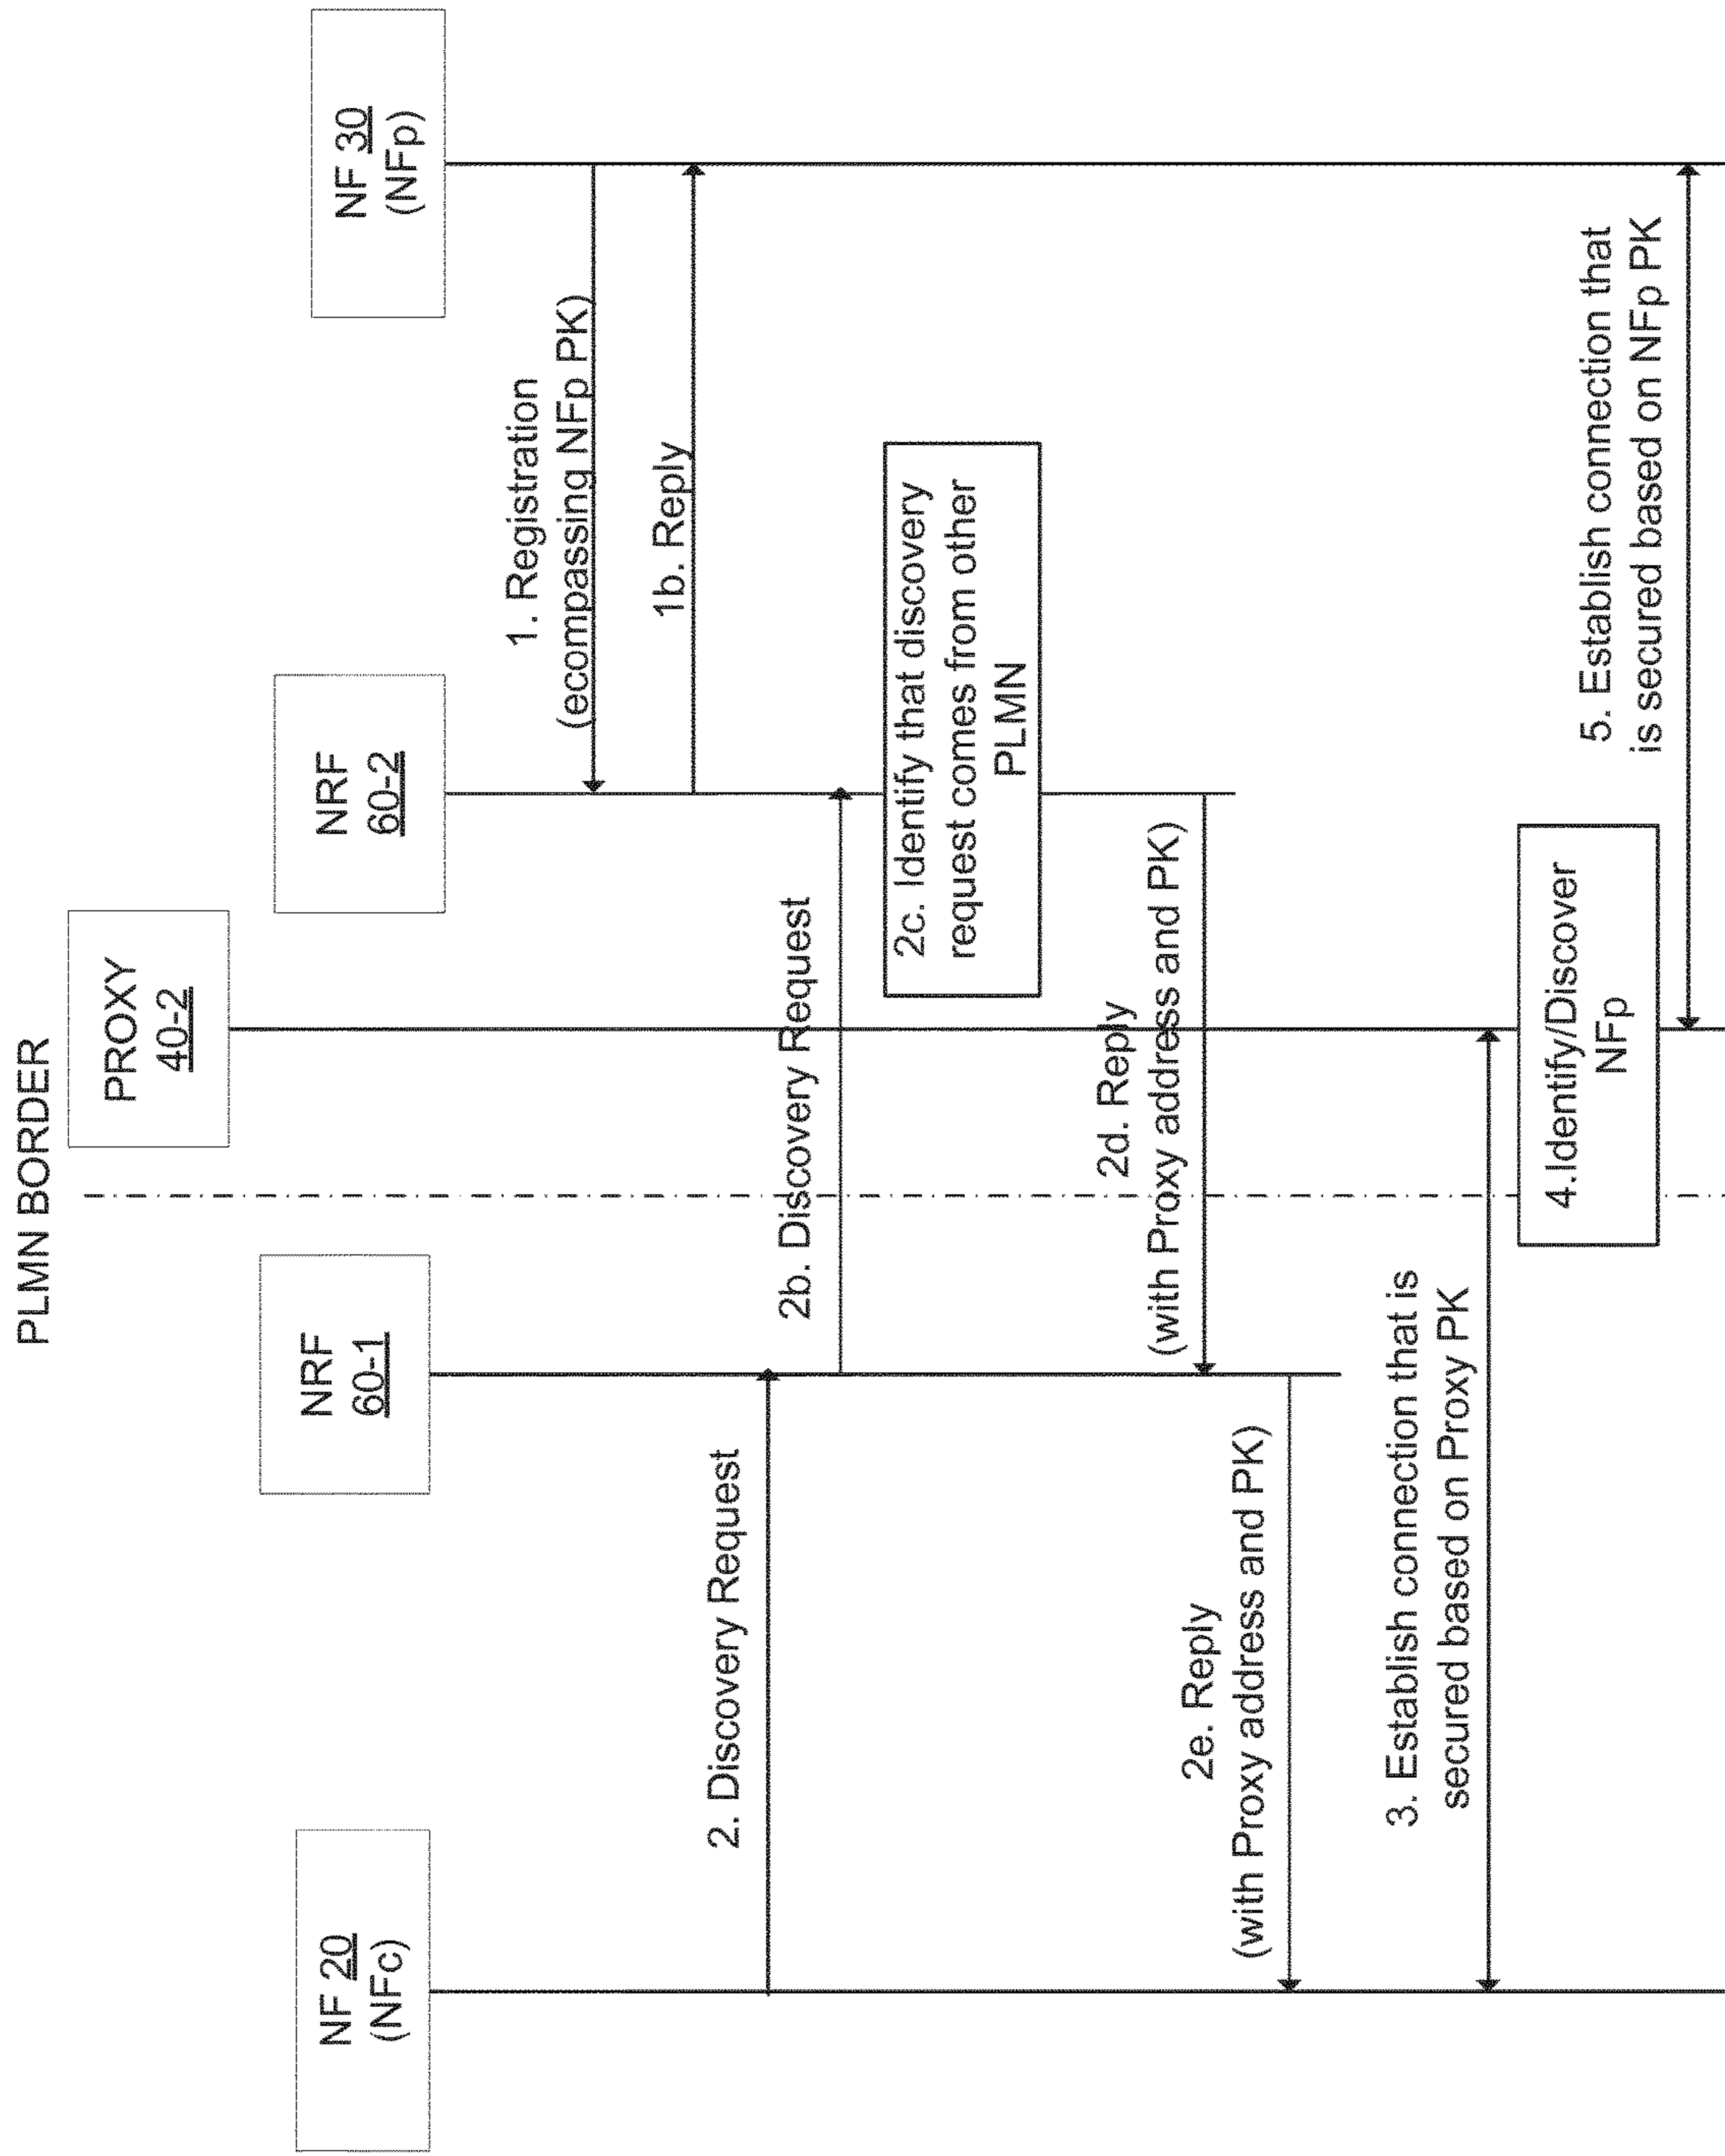 PLMN BORDER
NF 20
(NFc)
NRF
60-1
PROXY
40-2
NRF
60-2
NF 30
(NFp)
1. Registration
(ecompassing NFp PK)
1b. Reply
2. Discovery Request
2b. Discovery Request
2c. Identify that discovery
request comes from other
PLMN
2d. Reply
(with Proxy address and PK)
2e. Reply
(with Proxy address and PK)
3. Establish connection that is
secured based on Proxy PK
4.Identify/Discover
NFp
5. Establish connection that
is secured based on NFp PK